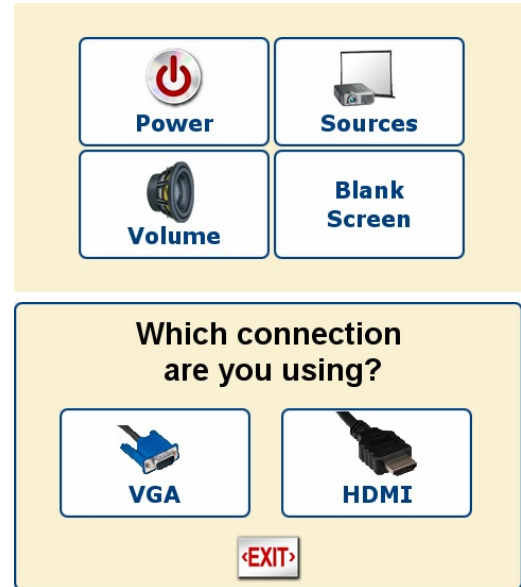 Power
Sources
Volume
Blank
Screen
Which connection
are you using?
VGA
HDMI
‹EXIT›